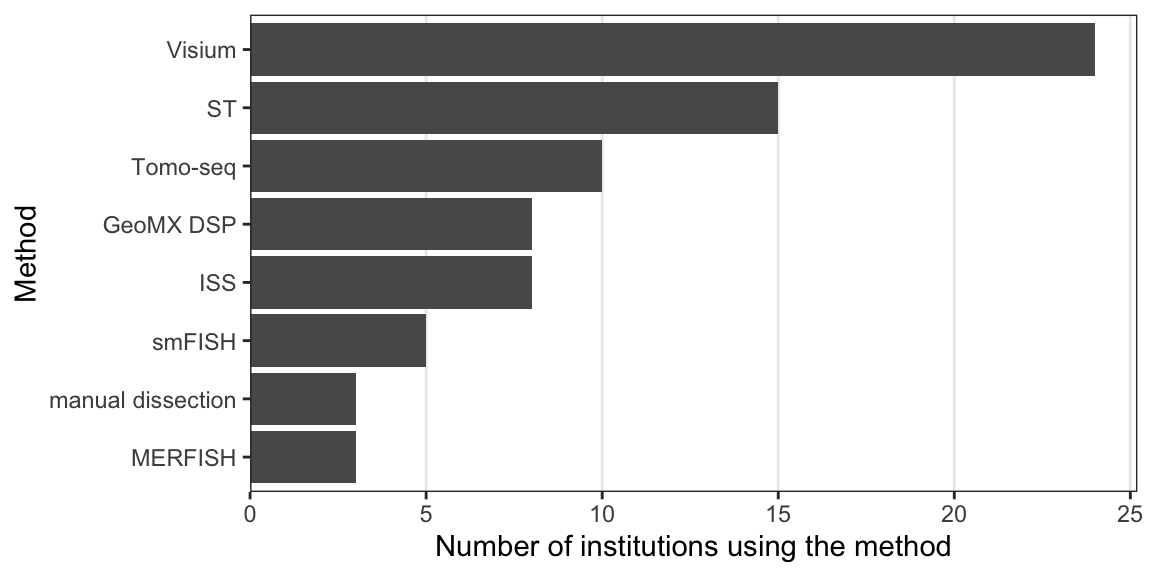 Visium
ST
Tomo-seq
GeoMX DSP
ISS
smFISH
manual dissection
MERFISH
Method
0 5 10 15 20 25
Number of institutions using the method